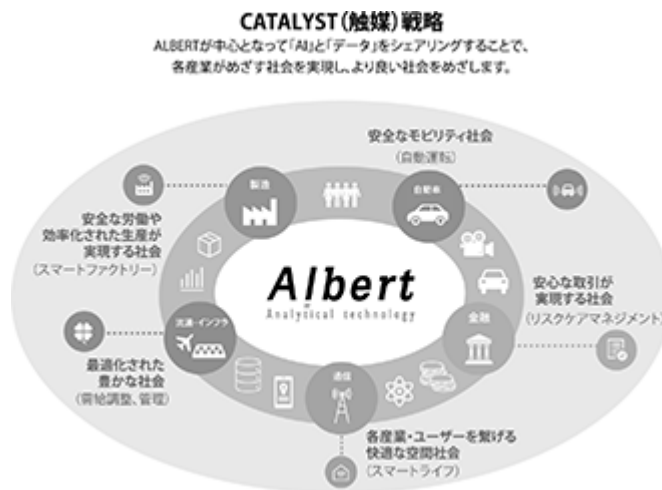 CATALYST(触媒)戦略
ALBERTが中心となって「AI」と「データ」をシェアリングすることで、
各産業がめざす社会を実現し、より良い社会をめざします。
安全なモビリティ社会
(自動運転)
製造
自動車
安全な労働や
効率化された生産が
実現する社会
(スマートファクトリー)
Albert
Analytical technology
安心な取引が
実現する社会
(リスクケアマネジメント)
流通・インフラ
金融
最適化された
豊かな社会
(需給調整、管理)
通信
各産業・ユーザーを繋げる
快適な空間社会
(スマートライフ)